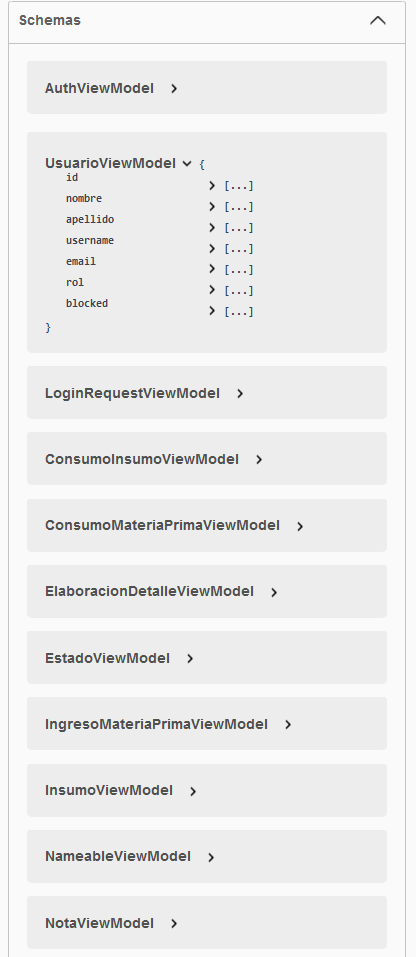 Schemas
AuthViewModel
UsuarioViewModel {
id [...]
nombre [...]
apellido [...]
username [...]
email [...]
rol [...]
blocked [...]
}
LoginRequestViewModel
ConsumoInsumoViewModel
ConsumoMateriaPrimaViewModel
ElaboracionDetalleViewModel
EstadoViewModel
IngresoMateriaPrimaViewModel
InsumoViewModel
NameableViewModel
NotaViewModel